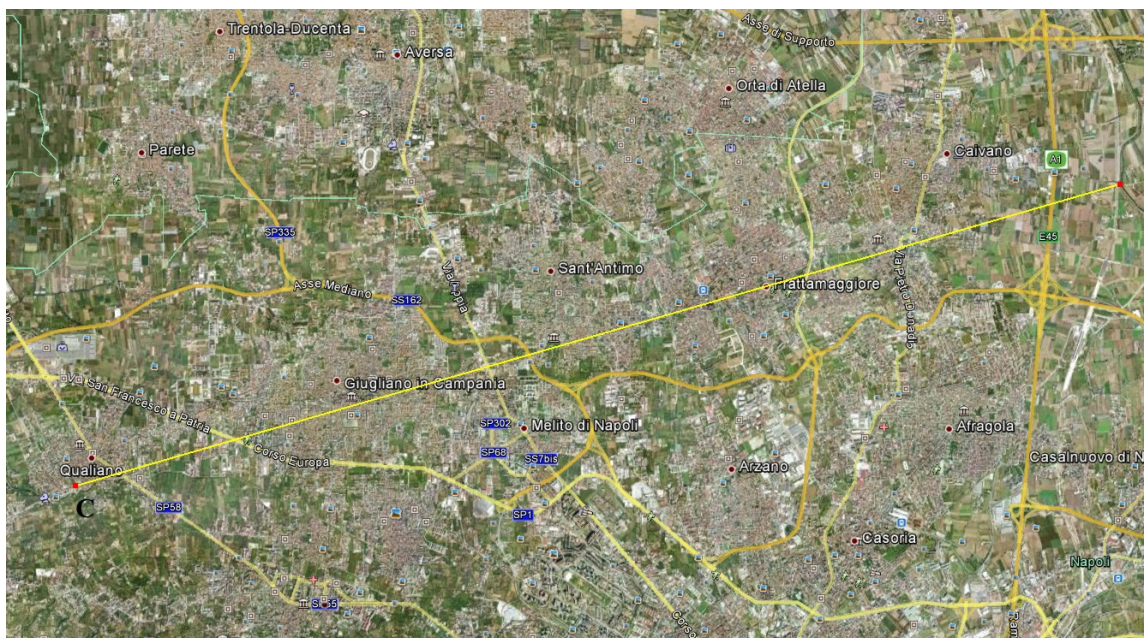 Trentola-Ducenta
Aversa
Asse di Supporto
Orta di Atella
Parete
Caivano
A1
SP335
Via Appia
Sant'Antimo
E45
Asse Mediano
SS162
Frattamaggiore
Giugliano in Campania
Via San Francesco a Patria
SP302
Melito di Napoli
Corso Europa
SP68
SS7bis
Afragola
Qualiano
Arzano
Casalnuovo di N
C
SP58
SP1
Casoria
Napoli
Corso